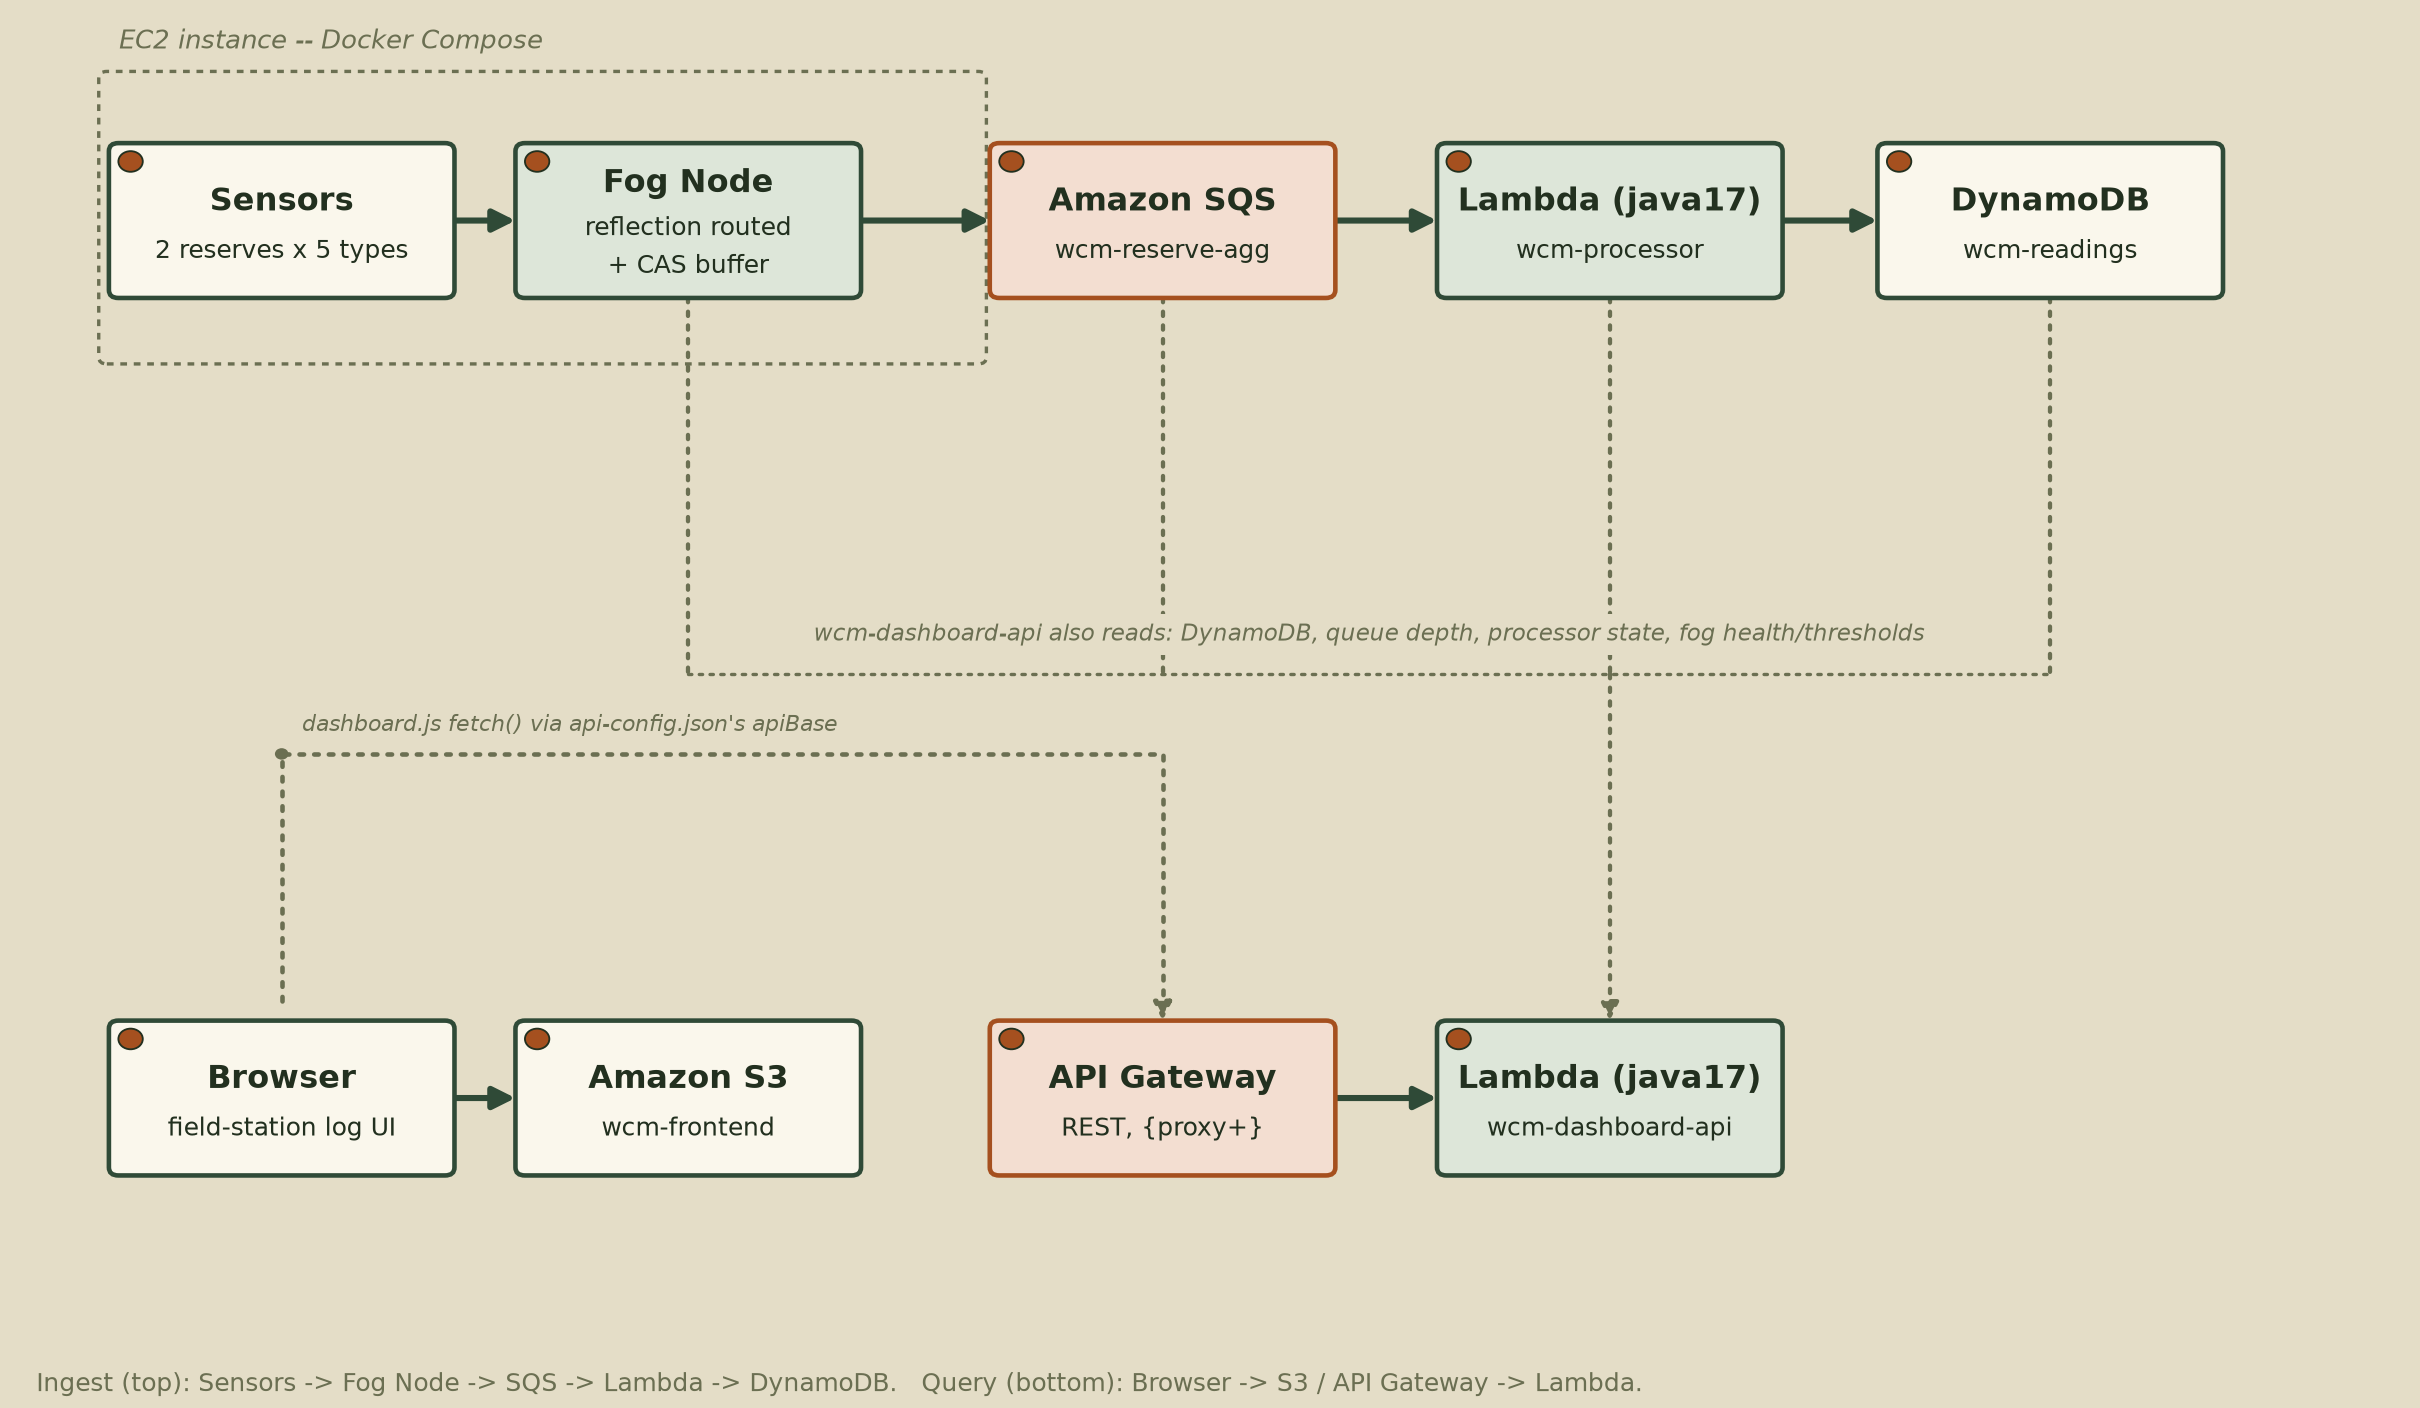 EC2 instance -- Docker Compose
Sensors
2 reserves x 5 types
Fog Node
reflection routed
+ CAS buffer
Amazon SQS
wcm-reserve-agg
Lambda (java17)
wcm-processor
DynamoDB
wcm-readings
wcm-dashboard-api also reads: DynamoDB, queue depth, processor state, fog health/thresholds
dashboard.js fetch() via api-config.json's apiBase
Browser
field-station log UI
Amazon S3
wcm-frontend
API Gateway
REST, {proxy+}
Lambda (java17)
wcm-dashboard-api
Ingest (top): Sensors -> Fog Node -> SQS -> Lambda -> DynamoDB.   Query (bottom): Browser -> S3 / API Gateway -> Lambda.